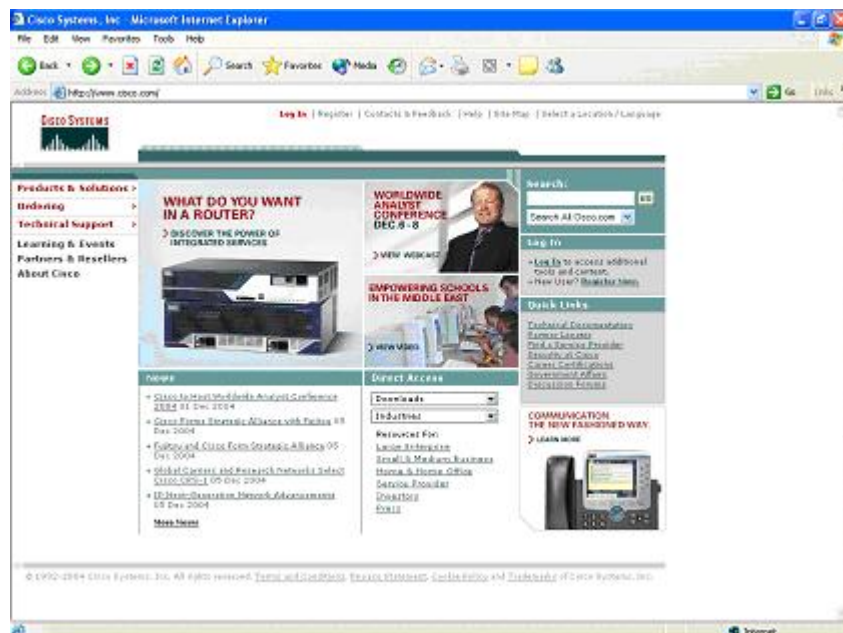 Cisco Systems, Inc - Microsoft Internet Explorer
File Edit View Favorites Tools Help
Back Search Favorites Media
Address http://www.cisco.com/ Go Links
CISCO SYSTEMS
Log In | Register | Contacts & Feedback | Help | Site Map | Select a Location / Language
Products & Solutions
Ordering
Technical Support
Learning & Events
Partners & Resellers
About Cisco
WHAT DO YOU WANT
IN A ROUTER?
DISCOVER THE POWER OF
INTEGRATED SERVICES
WORLDWIDE
ANALYST
CONFERENCE
DEC. 6-8
VIEW WEBCAST
EMPOWERING SCHOOLS
IN THE MIDDLE EAST
VIEW VIDEO
Search:
GO
Search All Cisco.com
Log In
Log In to access additional
tools and content.
New User? Register Now.
Quick Links
Technical Documentation
Partner Locator
Find a Service Provider
Security at Cisco
Career Certifications
Government Affairs
Discussion Forums
News
Cisco to Host Worldwide Analyst Conference
2004 01 Dec 2004
Cisco Forms Strategic Alliance with Fujitsu 05
Dec 2004
Fujitsu and Cisco Form Strategic Alliance 05
Dec 2004
Global Carriers and Research Networks Select
Cisco CRS-1 05 Dec 2004
IP Next-Generation Network Advancements
05 Dec 2004
More News
Direct Access
Downloads
Industries
Resources For:
Large Enterprise
Small & Medium Business
Home & Home Office
Service Provider
Investors
Press
COMMUNICATION
THE NEW FASHIONED WAY.
LEARN MORE
© 1992-2004 Cisco Systems, Inc. All rights reserved. Terms and Conditions, Privacy Statement, Cookie Policy and Trademarks of Cisco Systems, Inc.
Internet